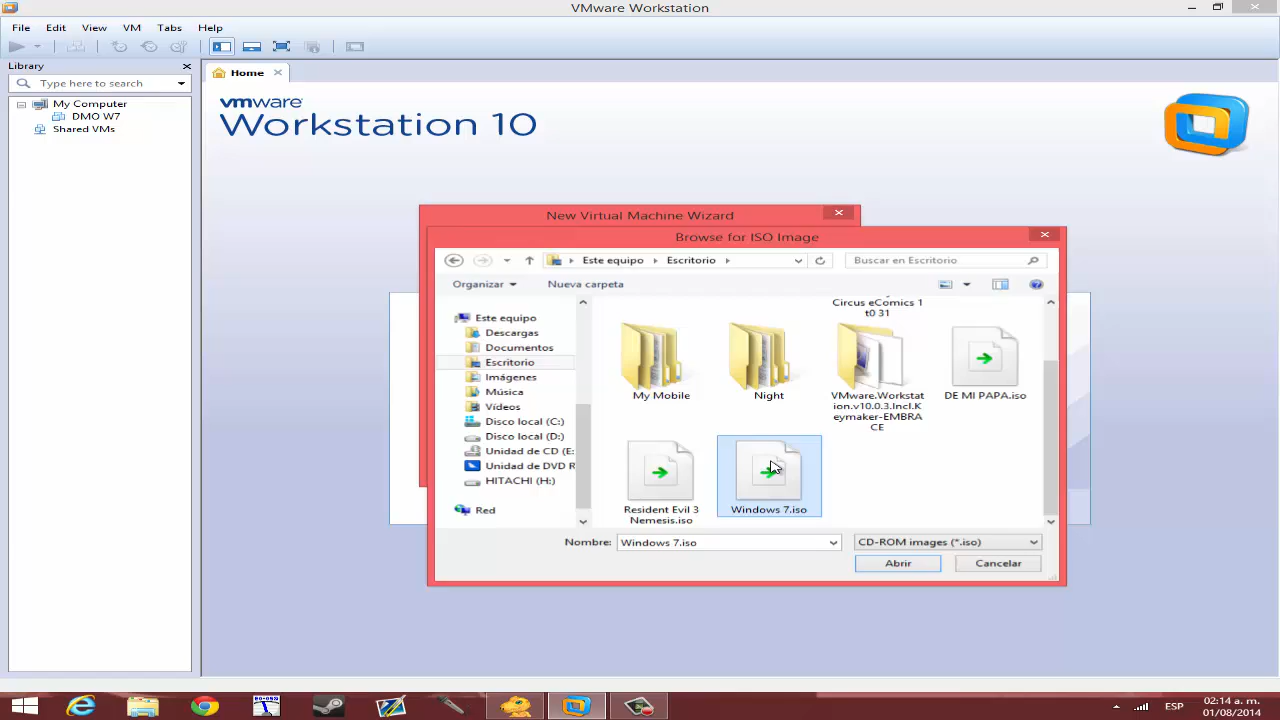 VMware Workstation
File Edit View VM Tabs Help
Library
Type here to search
My Computer
DMO W7
Shared VMs
Home
vmware
Workstation 10
New Virtual Machine Wizard
Browse for ISO Image
Este equipo Escritorio
Buscar en Escritorio
Organizar Nueva carpeta
Este equipo
Descargas
Documentos
Escritorio
Imágenes
Música
Vídeos
Disco local (C:)
Disco local (D:)
Unidad de CD (E:
Unidad de DVD R
HITACHI (H:)
Red
Circus eComics 1
t0 31
My Mobile
Night
VMware.Workstat
ion.v10.0.3.Incl.K
eymaker-EMBRA
CE
DE MI PAPA.iso
Resident Evil 3
Nemesis.iso
Windows 7.iso
Nombre: Windows 7.iso
CD-ROM images (*.iso)
Abrir Cancelar
ESP
02:14 a. m.
01/08/2014